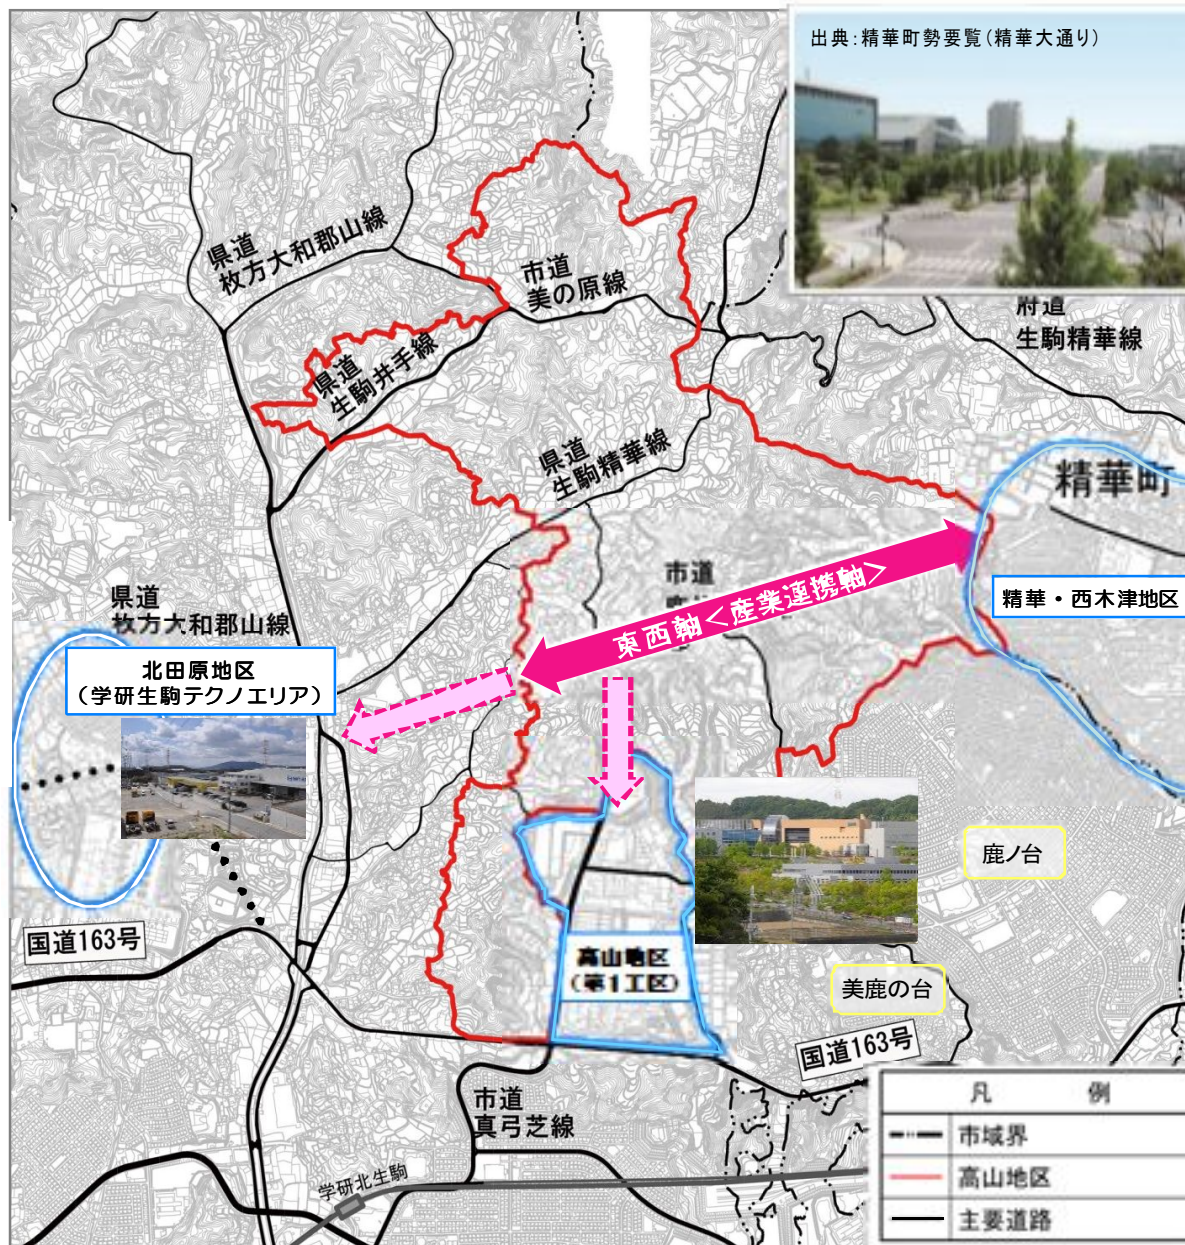 出典:精華町勢要覧(精華大通り)
県道
枚方大和郡山線
市道
美の原線
府道
生駒精華線
県道
生駒井手線
県道
生駒精華線
精華町
市道
東西軸<産業連携軸>
精華・西木津地区
県道
枚方大和郡山線
北田原地区
(学研生駒テクノエリア)
鹿ノ台
国道163号
高山地区
(第1工区)
美鹿の台
国道163号
市道
真弓芝線
学研北生駒
凡 例
市域界
高山地区
主要道路